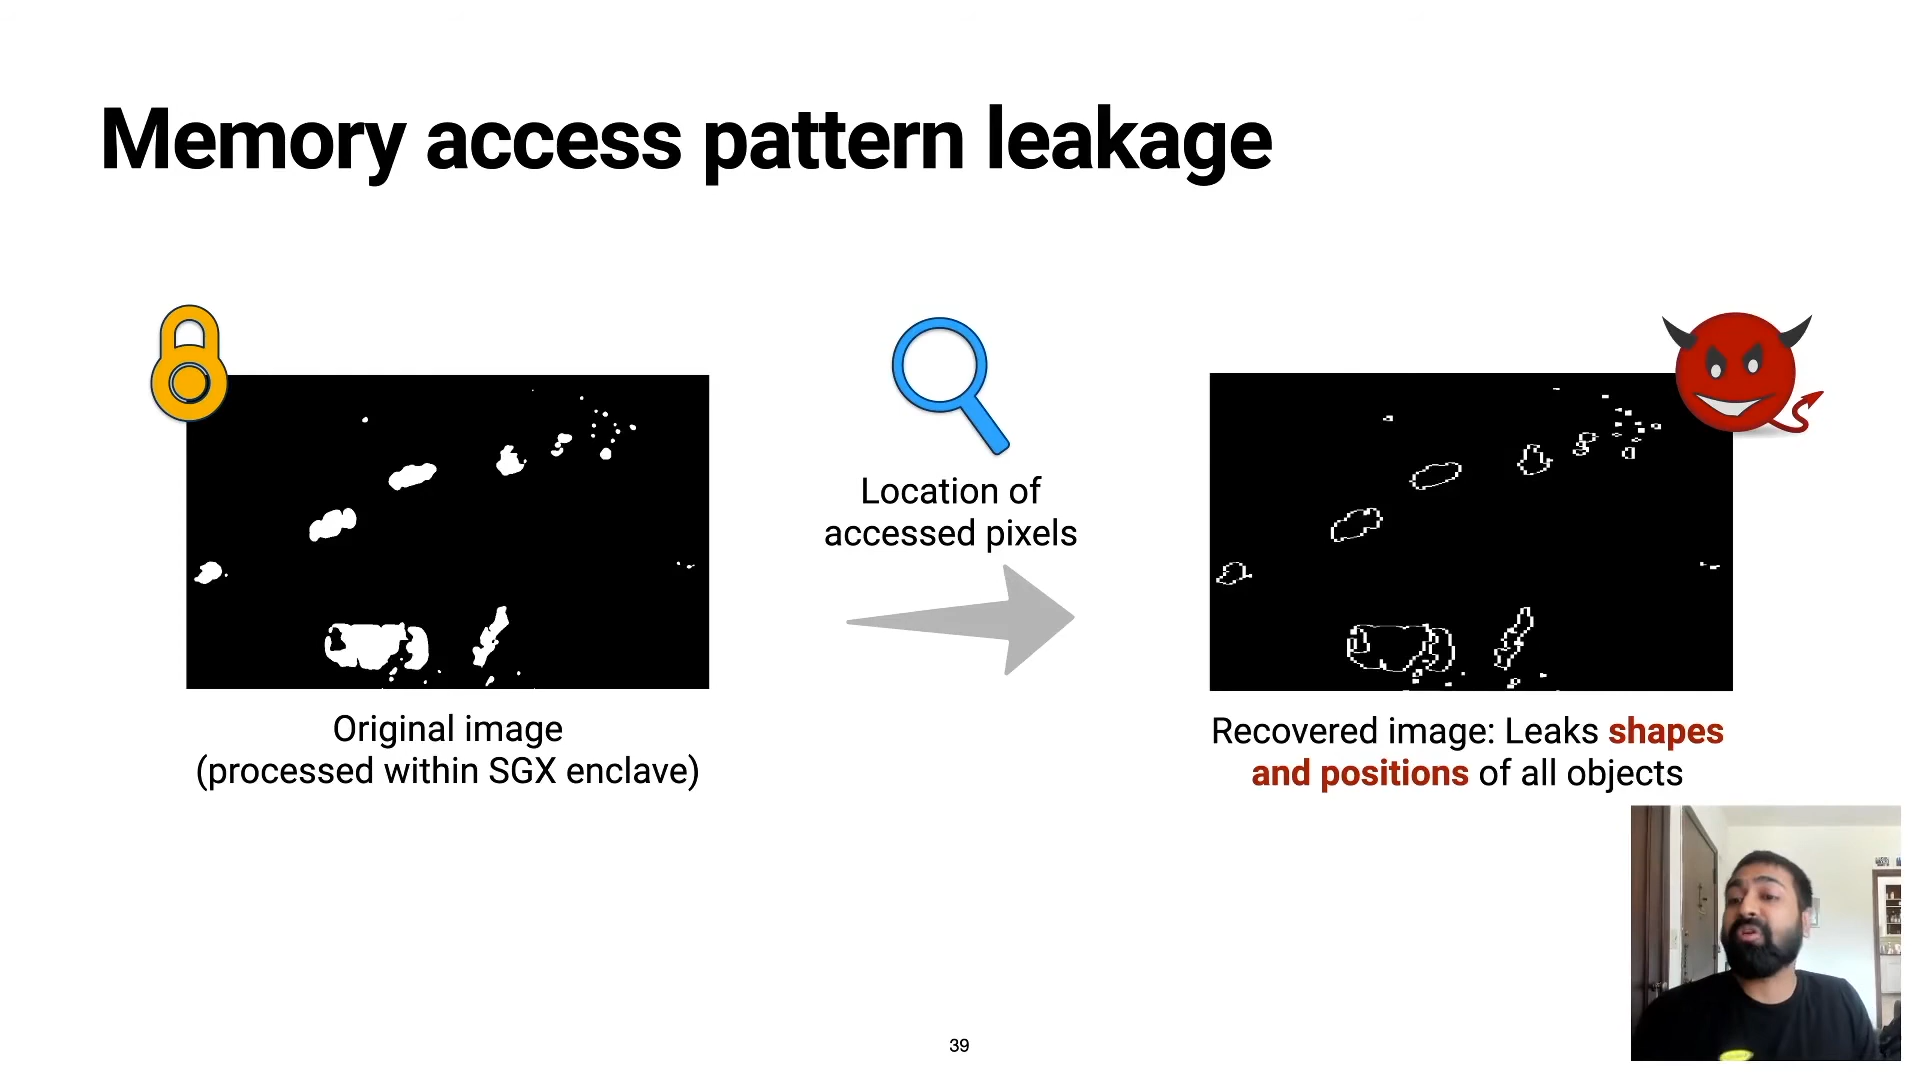 Memory access pattern leakage
Location of
accessed pixels
Original image
(processed within SGX enclave)
Recovered image: Leaks shapes
and positions of all objects
39